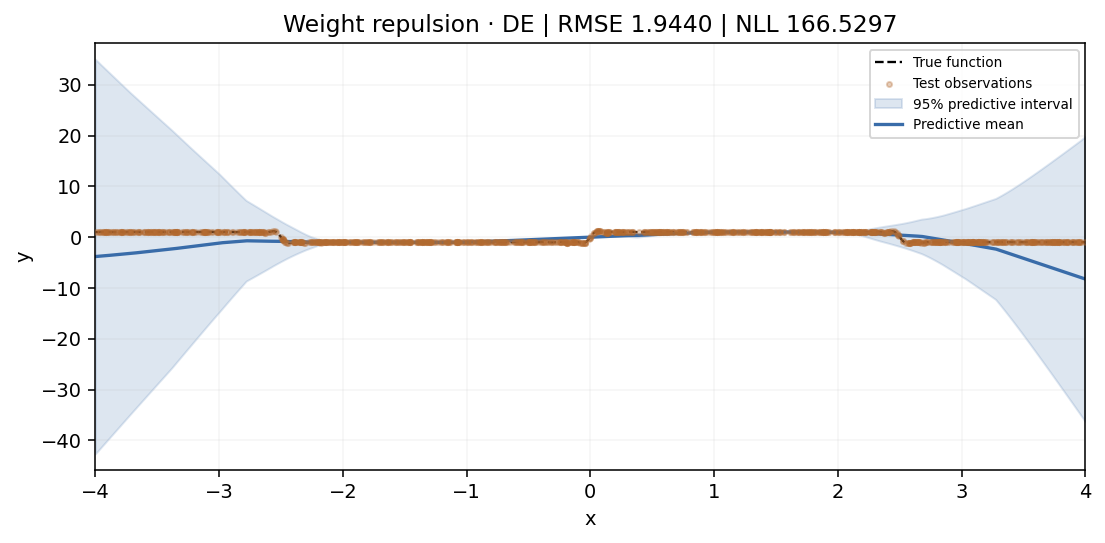 Weight repulsion · DE | RMSE 1.9440 | NLL 166.5297
True function
Test observations
95% predictive interval
Predictive mean
30
20
10
0
−10
−20
−30
−40
y
−4 −3 −2 −1 0 1 2 3 4
x